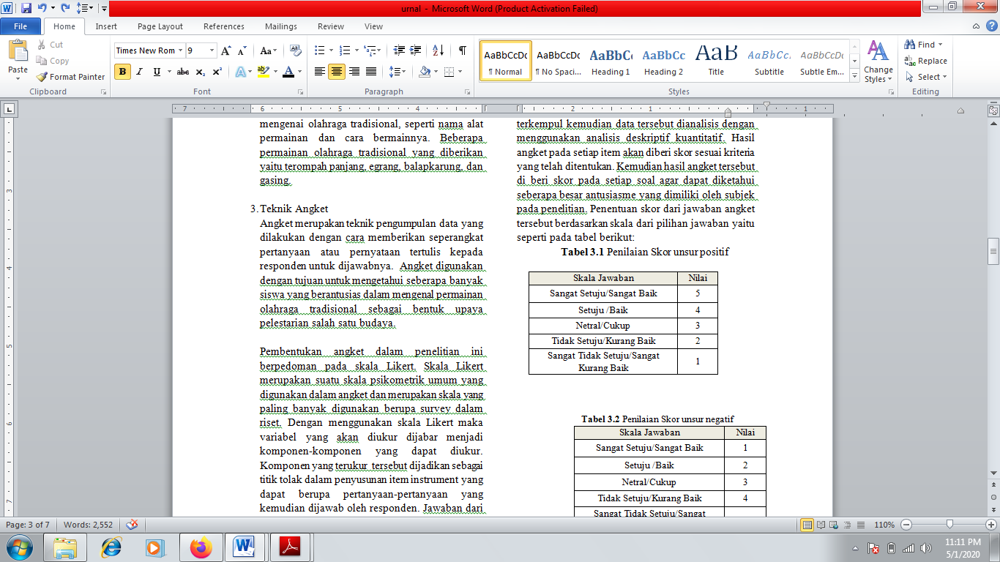 urnal - Microsoft Word (Product Activation Failed)
File Home Insert Page Layout References Mailings Review View
Paste
Cut
Copy
Format Painter
Clipboard
Times New Rom 9
Font
Paragraph
AaBbCcDc AaBbCcDc AaBbCc AaBbCc AaB AaBbCc. AaBbCcDc
¶ Normal ¶ No Spaci... Heading 1 Heading 2 Title Subtitle Subtle Em...
Styles
Change Styles
Find
Replace
Select
Editing
7 6 5 4 2 1 1
mengenai olahraga tradisional, seperti nama alat
permainan dan cara bermainnya. Beberapa
permainan olahraga tradisional yang diberikan
yaitu terompah panjang, egrang, balapkarung, dan
gasing.
3. Teknik Angket
Angket merupakan teknik pengumpulan data yang
dilakukan dengan cara memberikan seperangkat
pertanyaan atau pernyataan tertulis kepada
responden untuk dijawabnya. Angket digunakan
dengan tujuan untuk mengetahui seberapa banyak
siswa yang berantusias dalam mengenal permainan
olahraga tradisional sebagai bentuk upaya
pelestarian salah satu budaya.
Pembentukan angket dalam penelitian ini
berpedoman pada skala Likert. Skala Likert
merupakan suatu skala psikometrik umum yang
digunakan dalam angket dan merupakan skala yang
paling banyak digunakan berupa survey dalam
riset. Dengan menggunakan skala Likert maka
variabel yang akan diukur dijabar menjadi
komponen-komponen yang dapat diukur.
Komponen yang terukur tersebut dijadikan sebagai
titik tolak dalam penyusunan item instrument yang
dapat berupa pertanyaan-pertanyaan yang
kemudian dijawab oleh responden. Jawaban dari
terkempul kemudian data tersebut dianalisis dengan
menggunakan analisis deskriptif kuantitatif. Hasil
angket pada setiap item akan diberi skor sesuai kriteria
yang telah ditentukan. Kemudian hasil angket tersebut
di beri skor pada setiap soal agar dapat diketahui
seberapa besar antusiasme yang dimiliki oleh subjek
pada penelitian. Penentuan skor dari jawaban angket
tersebut berdasarkan skala dari pilihan jawaban yaitu
seperti pada tabel berikut:
Tabel 3.1 Penilaian Skor unsur positif
Skala Jawaban Nilai
Sangat Setuju/Sangat Baik 5
Setuju /Baik 4
Netral/Cukup 3
Tidak Setuju/Kurang Baik 2
Sangat Tidak Setuju/Sangat
Kurang Baik 1
Tabel 3.2 Penilaian Skor unsur negatif
Skala Jawaban Nilai
Sangat Setuju/Sangat Baik 1
Setuju /Baik 2
Netral/Cukup 3
Tidak Setuju/Kurang Baik 4
Sangat Tidak Setuju/Sangat
3
4
5
6
7
Page: 3 of 7 Words: 2,552 110%
11:11 PM
5/1/2020